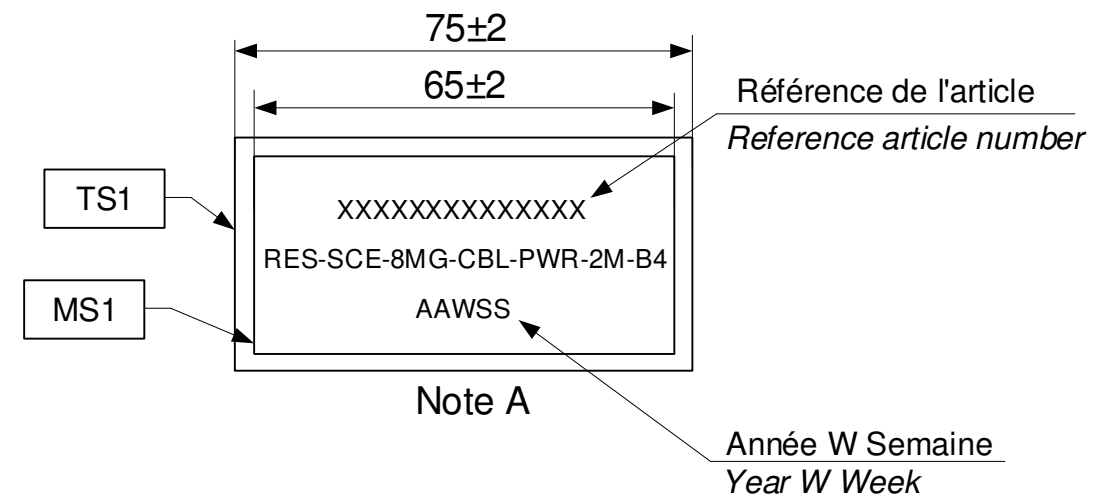 75±2
65±2
Référence de l'article
Reference article number
TS1
XXXXXXXXXXXXXX
RES-SCE-8MG-CBL-PWR-2M-B4
MS1
AAWSS
Note A
Année W Semaine
Year W Week